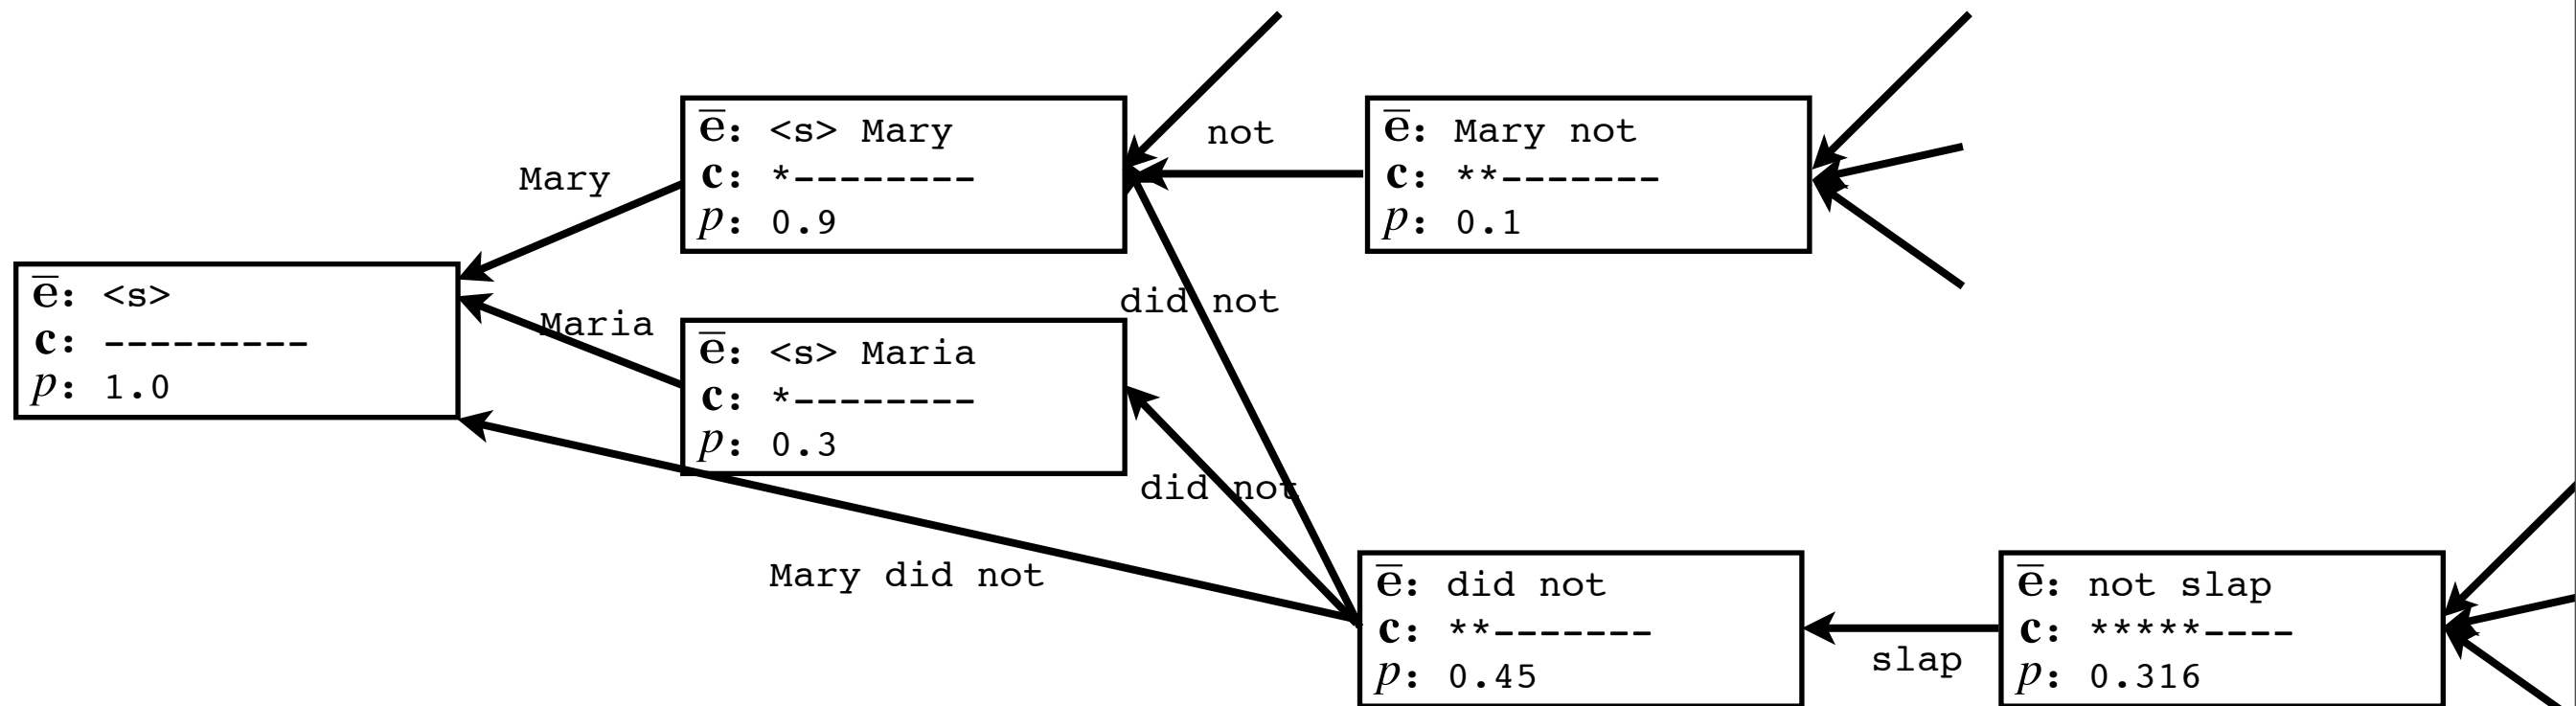 ē: <s> Mary
c: *--------
p: 0.9
not
ē: Mary not
c: **-------
p: 0.1
Mary
ē: <s>
c: ---------
p: 1.0
Maria
ē: <s> Maria
c: *--------
p: 0.3
did not
did not
Mary did not
ē: did not
c: **-------
p: 0.45
slap
ē: not slap
c: *****----
p: 0.316